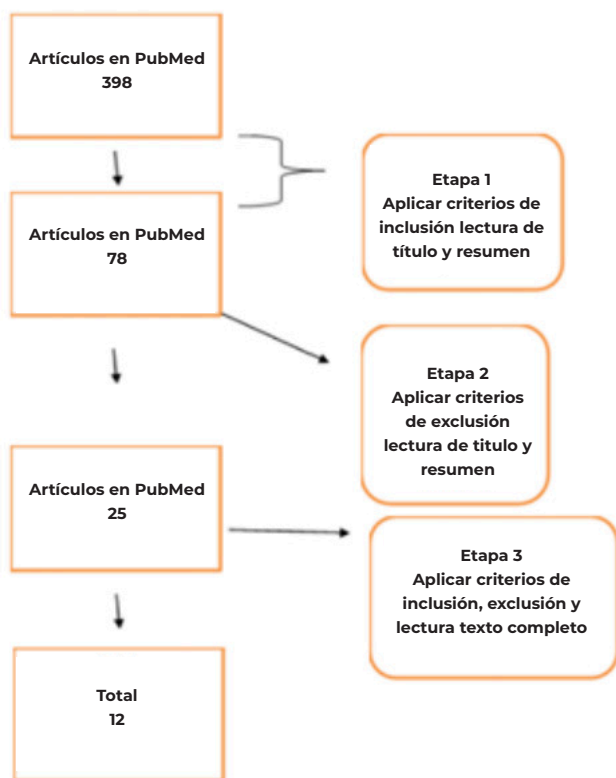 Artículos en PubMed
398
Etapa 1
Aplicar criterios de
inclusión lectura de
título y resumen
Artículos en PubMed
78
Etapa 2
Aplicar criterios
de exclusión
lectura de titulo y
resumen
Artículos en PubMed
25
Etapa 3
Aplicar criterios de
inclusión, exclusión y
lectura texto completo
Total
12